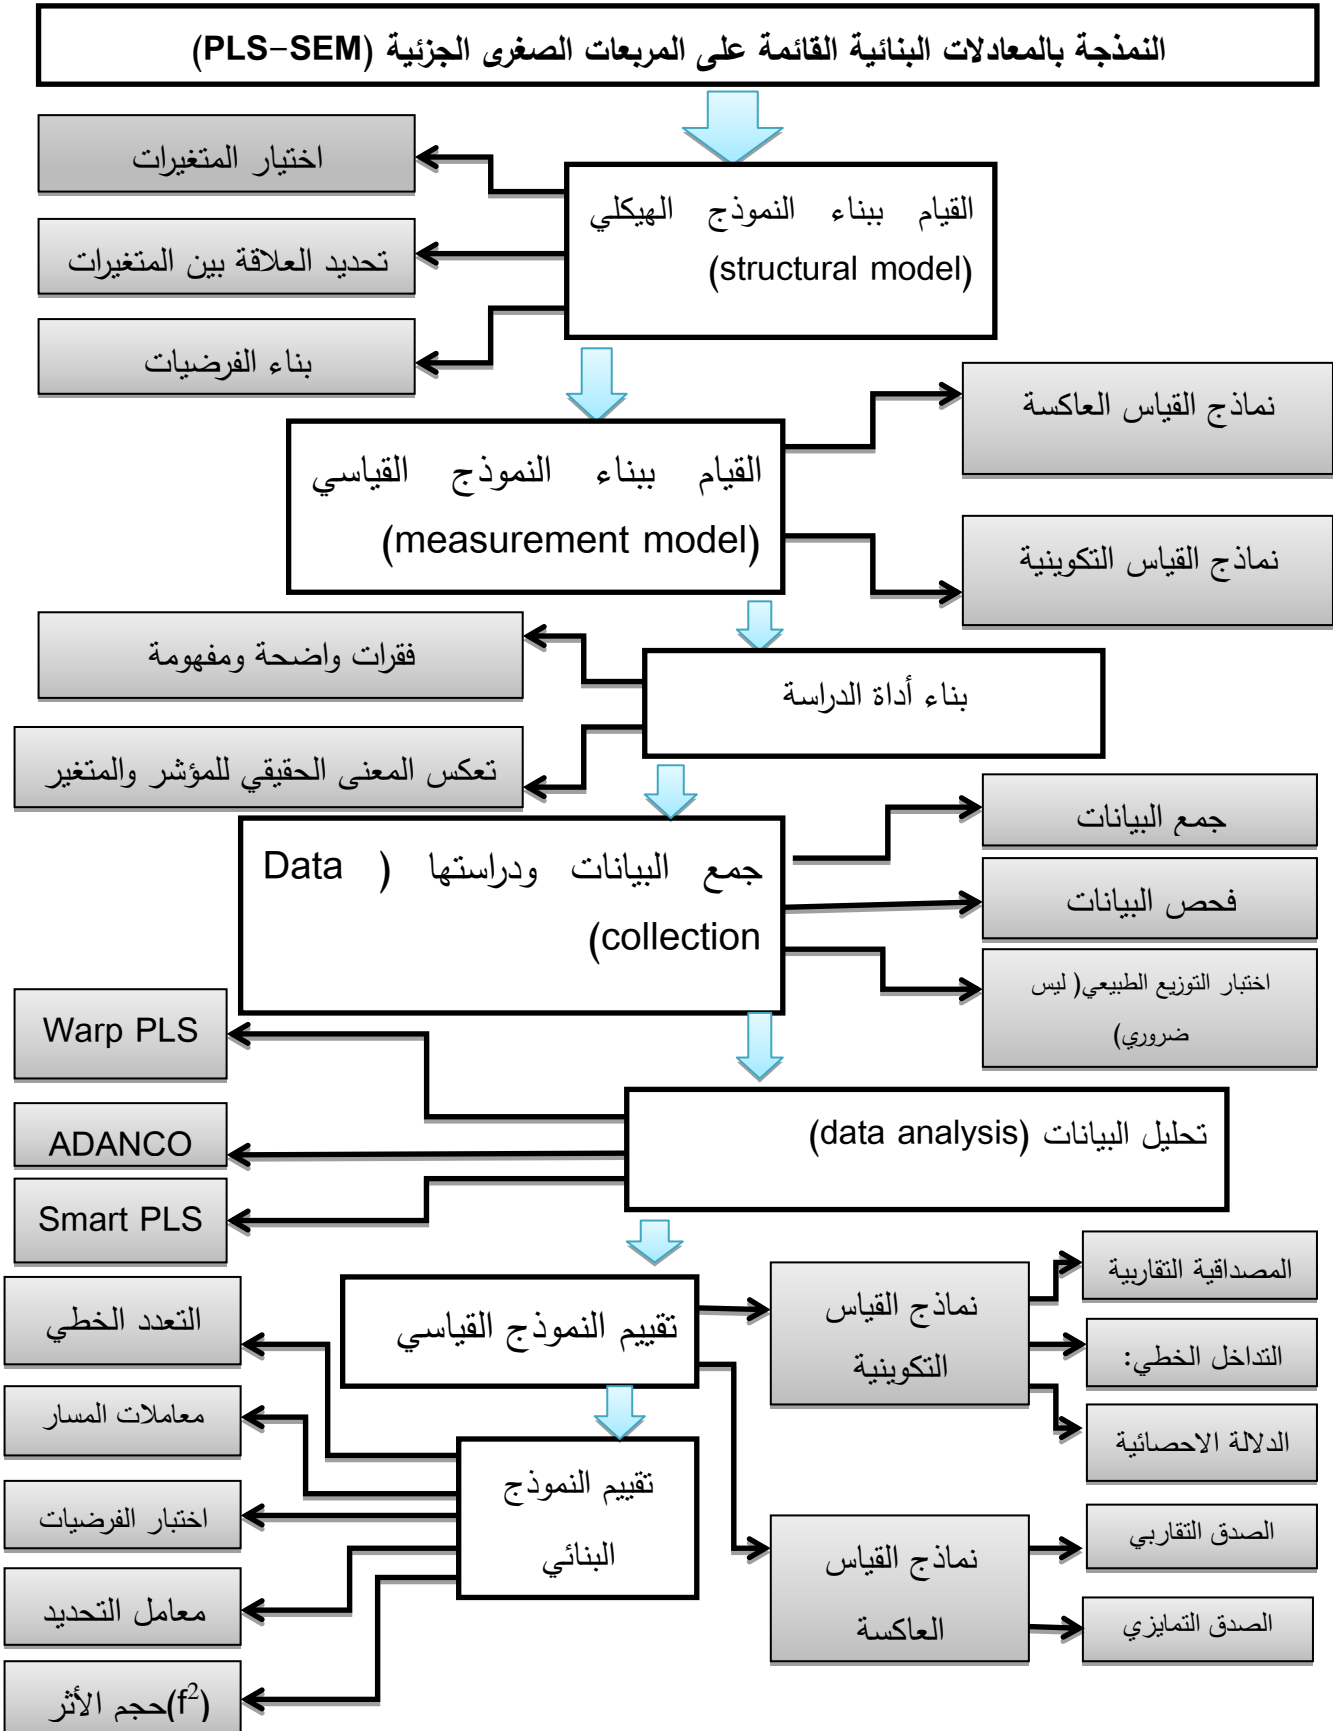 النمذجة بالمعادلات البنائية القائمة على المربعات الصغرى الجزئية (PLS-SEM)
القيام ببناء النموذج الهيكلي
(structural model)
اختيار المتغيرات
تحديد العلاقة بين المتغيرات
بناء الفرضيات
القيام ببناء النموذج القياسي
(measurement model)
نماذج القياس العاكسة
نماذج القياس التكوينية
بناء أداة الدراسة
فقرات واضحة ومفهومة
تعكس المعنى الحقيقي للمؤشر والمتغير
جمع البيانات ودراستها ( Data
collection)
جمع البيانات
فحص البيانات
اختبار التوزيع الطبيعي( ليس
ضروري)
تحليل البيانات (data analysis)
Warp PLS
ADANCO
Smart PLS
تقييم النموذج القياسي
نماذج القياس
التكوينية
المصداقية التقاربية
التداخل الخطي:
الدلالة الاحصائية
نماذج القياس
العاكسة
الصدق التقاربي
الصدق التمايزي
تقييم النموذج
البنائي
التعدد الخطي
معاملات المسار
اختبار الفرضيات
معامل التحديد
حجم الأثر(f²)